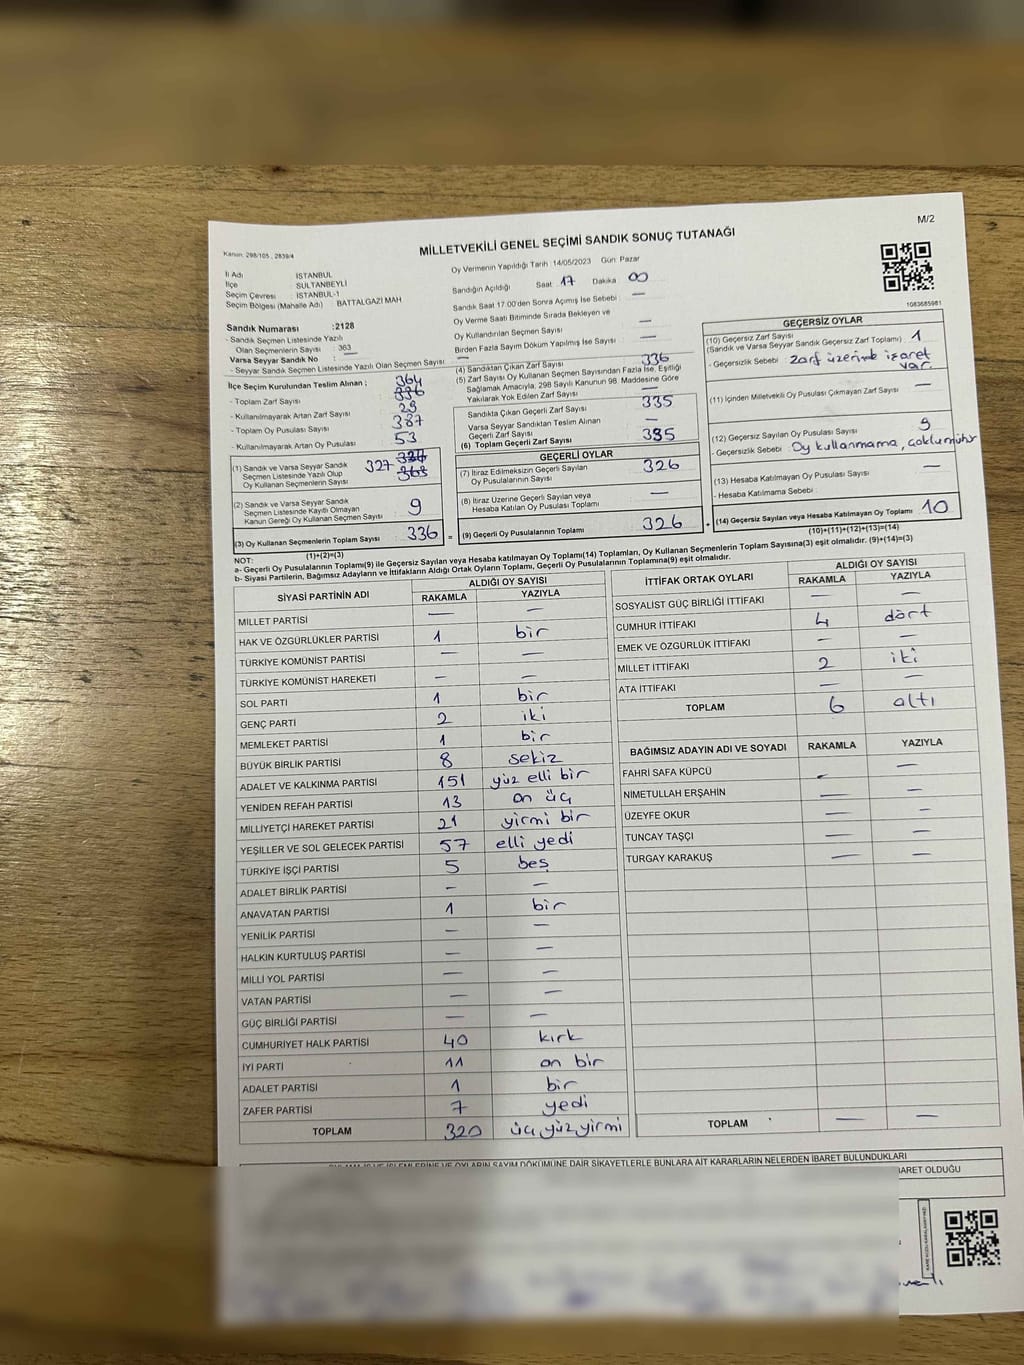 M/2
Kanun: 298/105 , 2839/4
MİLLETVEKİLİ GENEL SEÇİMİ SANDIK SONUÇ TUTANAĞI
İl Adı İSTANBUL
İlçe SULTANBEYLİ
Seçim Çevresi : İSTANBUL-1
Seçim Bölgesi (Mahalle Adı) : BATTALGAZİ MAH
Sandık Numarası :2128
- Sandık Seçmen Listesinde Yazılı
Olan Seçmenlerin Sayısı : 363
Varsa Seyyar Sandık No : —
- Seyyar Sandık Seçmen Listesinde Yazılı Olan Seçmen Sayısı : —
İlçe Seçim Kurulundan Teslim Alınan :
- Toplam Zarf Sayısı 364
- Kullanılmayarak Artan Zarf Sayısı
- Toplam Oy Pusulası Sayısı 387
- Kullanılmayarak Artan Oy Pusulası 53
(1) Sandık ve Varsa Seyyar Sandık
Seçmen Listesinde Yazılı Olup 327
Oy Kullanan Seçmenlerin Sayısı
(2) Sandık ve Varsa Seyyar Sandık
Seçmen Listesinde Kayıtlı Olmayan 9
Kanun Gereği Oy Kullanan Seçmen Sayısı
(3) Oy Kullanan Seçmenlerin Toplam Sayısı 336
(1)+(2)=(3)
Oy Vermenin Yapıldığı Tarih :14/05/2023 Gün: Pazar
Sandığın Açıldığı Saat : 17 Dakika : 00
Sandık Saat 17:00'den Sonra Açımış İse Sebebi : —
Oy Verme Saati Bitiminde Sırada Bekleyen ve
Oy Kullandırılan Seçmen Sayısı —
Birden Fazla Sayım Döküm Yapılmış İse Sayısı : —
(4) Sandıktan Çıkan Zarf Sayısı 336
(5) Zarf Sayısı Oy Kullanan Seçmen Sayısından Fazla İse, Eşitliği
Sağlamak Amacıyla, 298 Sayılı Kanunun 98. Maddesine Göre
Yakılarak Yok Edilen Zarf Sayısı —
Sandıkta Çıkan Geçerli Zarf Sayısı 335
Varsa Seyyar Sandıktan Teslim Alınan
Geçerli Zarf Sayısı —
(6) Toplam Geçerli Zarf Sayısı 335
GEÇERLİ OYLAR
(7) İtiraz Edilmeksizin Geçerli Sayılan
Oy Pusulasının Sayısı 326
(8) İtiraz Üzerine Geçerli Sayılan veya
Hesaba Katılan Oy Pusulası Toplamı —
= (9) Geçerli Oy Pusulalarının Toplamı 326
1083685981
GEÇERSİZ OYLAR
(10) Geçersiz Zarf Sayısı
(Sandık ve Varsa Seyyar Sandık Geçersiz Zarf Toplamı) : 1
- Geçersizlik Sebebi : zarf üzerinde işaret
var.
(11) İçinden Milletvekili Oy Pusulası Çıkmayan Zarf Sayısı : —
(12) Geçersiz Sayılan Oy Pusulası Sayısı : 9
- Geçersizlik Sebebi : Oy kullanmama, çoklu mühür
(13) Hesaba Katılmayan Oy Pusulası Sayısı : —
- Hesaba Katılmama Sebebi :
+ (14) Geçersiz Sayılan veya Hesaba Katılmayan Oy Toplamı 10
(10)+(11)+(12)+(13)=(14)
NOT:
a- Geçerli Oy Pusulalarının Toplamı(9) ile Geçersiz Sayılan veya Hesaba katılmayan Oy Toplamı(14) Toplamları, Oy Kullanan Seçmenlerin Toplam Sayısına(3) eşit olmalıdır. (9)+(14)=(3)
b- Siyasi Partilerin, Bağımsız Adayların ve İttifakların Aldığı Ortak Oyların Toplamı, Geçerli Oy Pusulalarının Toplamına(9) eşit olmalıdır.
SİYASİ PARTİNİN ADI ALDIĞI OY SAYISI
RAKAMLA YAZIYLA
MİLLET PARTİSİ — —
HAK VE ÖZGÜRLÜKLER PARTİSİ 1 bir
TÜRKİYE KOMÜNİST PARTİSİ — —
TÜRKİYE KOMÜNİST HAREKETİ — —
SOL PARTİ 1 bir
GENÇ PARTİ 2 iki
MEMLEKET PARTİSİ 1 bir
BÜYÜK BİRLİK PARTİSİ 8 sekiz
ADALET VE KALKINMA PARTİSİ 151 yüz elli bir
YENİDEN REFAH PARTİSİ 13 on üç
MİLLİYETÇİ HAREKET PARTİSİ 21 yirmi bir
YEŞİLLER VE SOL GELECEK PARTİSİ 57 elli yedi
TÜRKİYE İŞÇİ PARTİSİ 5 beş
ADALET BİRLİK PARTİSİ — —
ANAVATAN PARTİSİ 1 bir
YENİLİK PARTİSİ — —
HALKIN KURTULUŞ PARTİSİ — —
MİLLİ YOL PARTİSİ — —
VATAN PARTİSİ — —
GÜÇ BİRLİĞİ PARTİSİ — —
CUMHURİYET HALK PARTİSİ 40 kırk
İYİ PARTİ 11 on bir
ADALET PARTİSİ 1 bir
ZAFER PARTİSİ 7 yedi
TOPLAM 320 üç yüz yirmi
İTTİFAK ORTAK OYLARI ALDIĞI OY SAYISI
RAKAMLA YAZIYLA
SOSYALİST GÜÇ BİRLİĞİ İTTİFAKI — —
CUMHUR İTTİFAKI 4 dört
EMEK VE ÖZGÜRLÜK İTTİFAKI — —
MİLLET İTTİFAKI 2 iki
ATA İTTİFAKI — —
TOPLAM 6 altı
BAĞIMSIZ ADAYIN ADI VE SOYADI RAKAMLA YAZIYLA
FAHRİ SAFA KÜPCÜ — —
NİMETULLAH ERŞAHİN — —
ÜZEYFE OKUR — —
TUNCAY TAŞÇI — —
TURGAY KARAKUŞ — —
TOPLAM — —
OYLARIN SAYIM DÖKÜMÜNE DAİR ŞİKAYETLERLE BUNLARA AİT KARARLARIN NELERDEN İBARET BULUNDUKLARI
BARET OLDUĞU